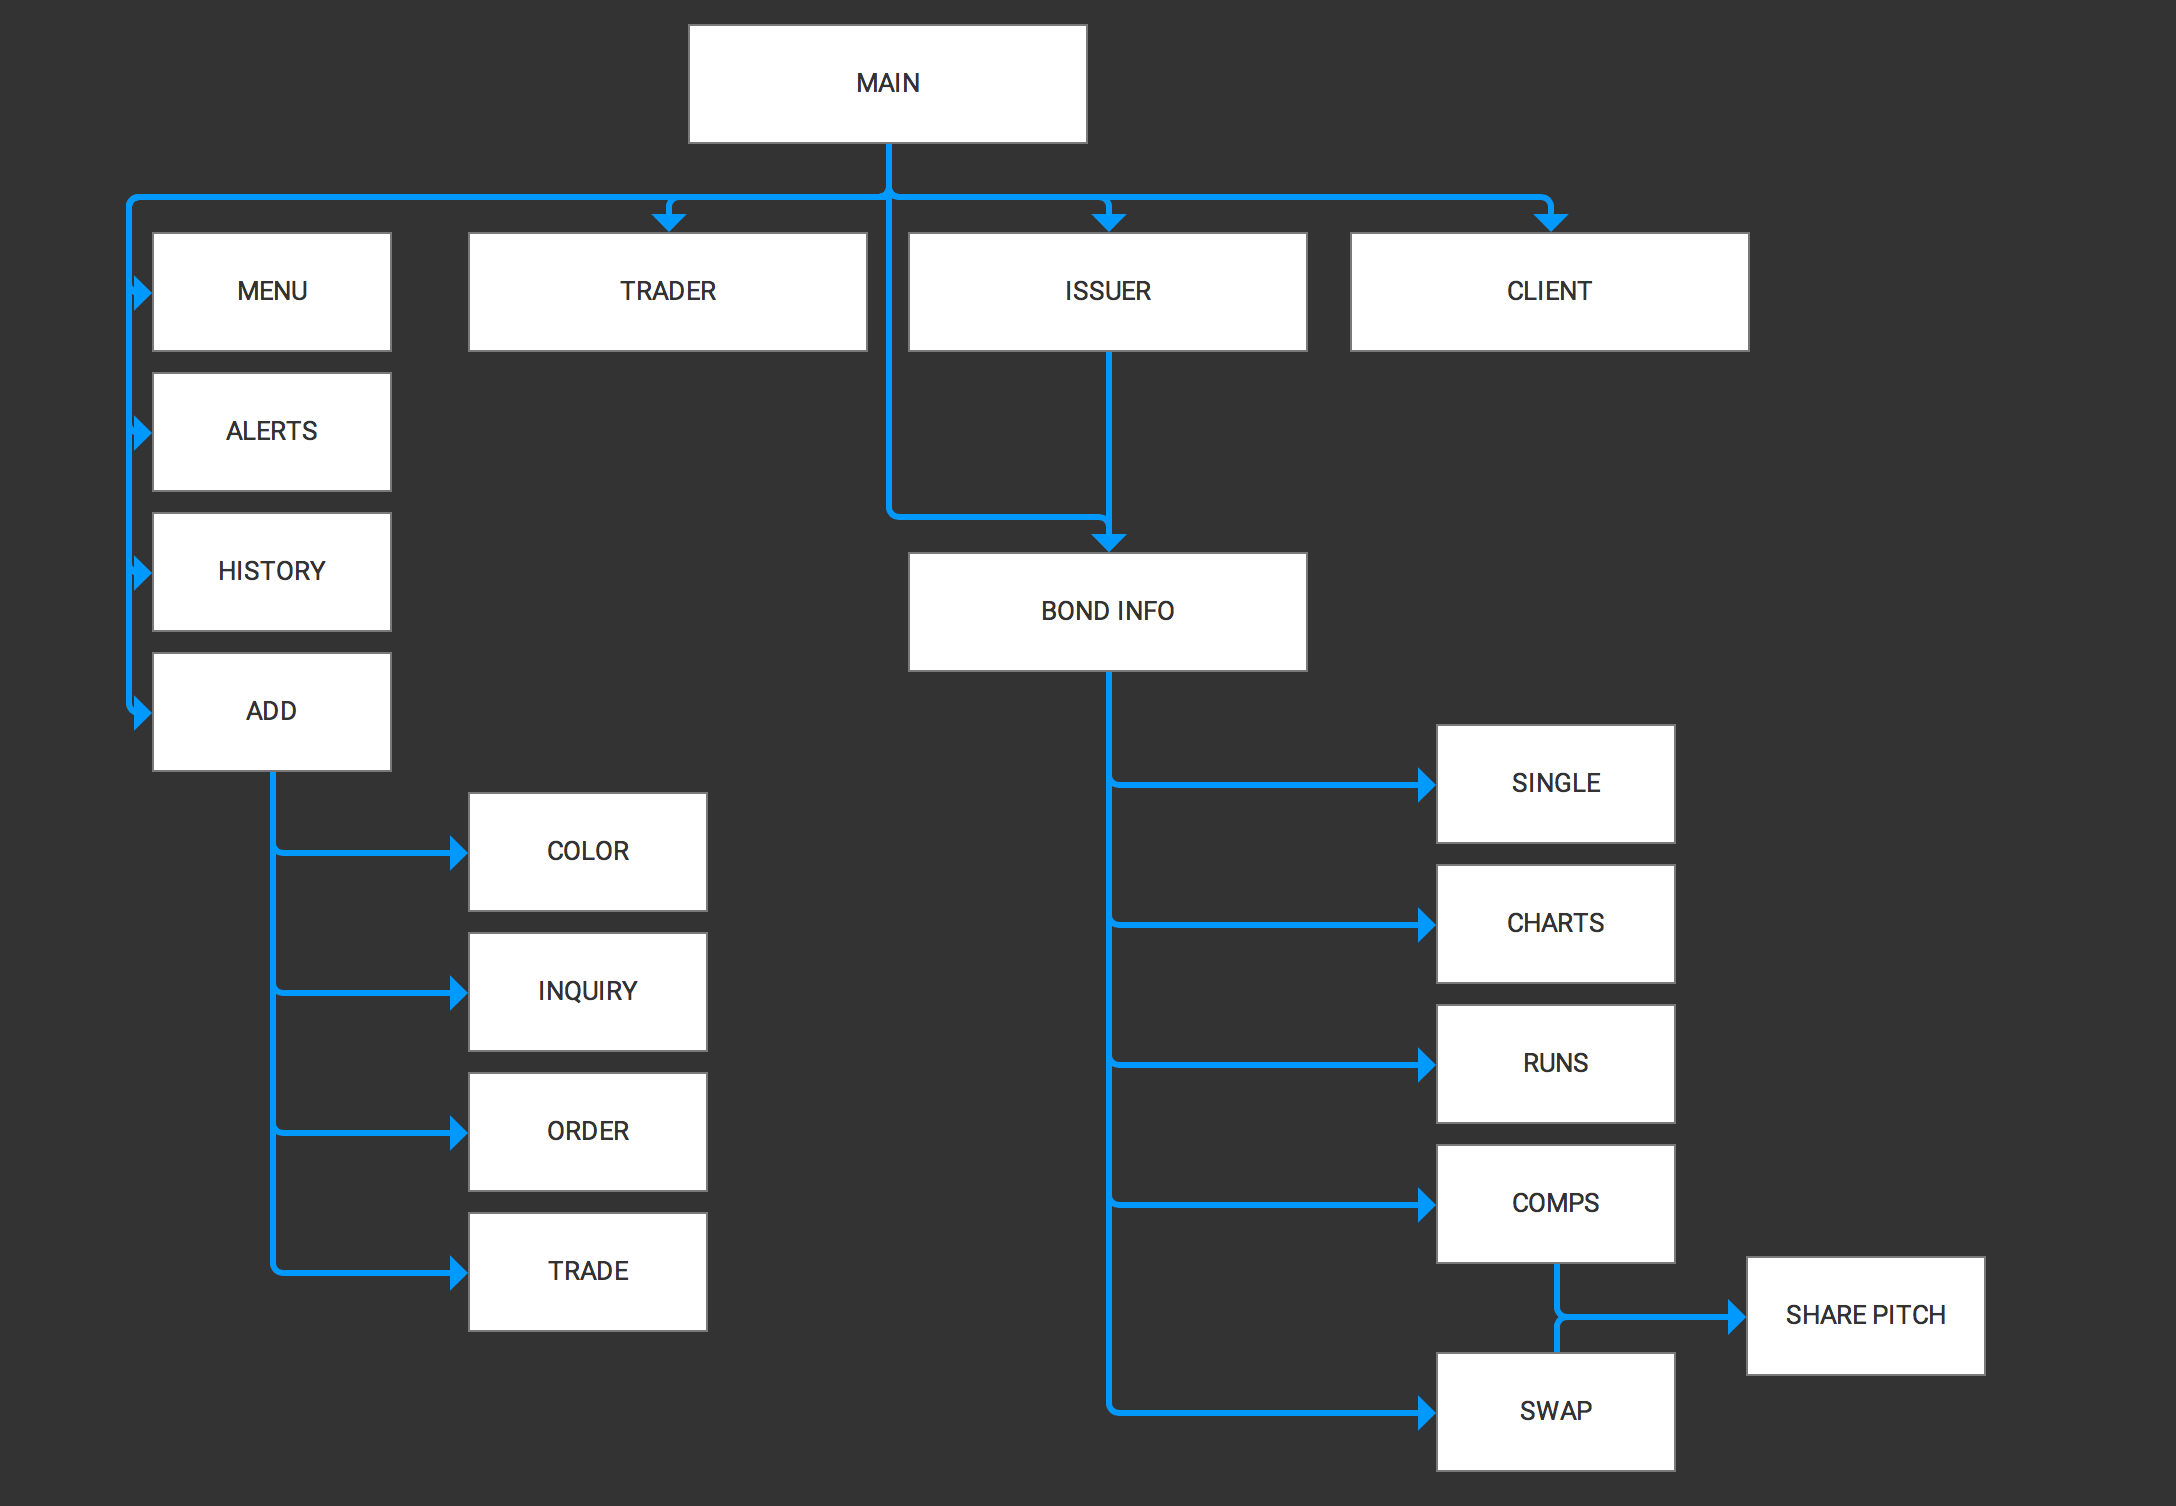 MAIN
MENU
TRADER
ISSUER
CLIENT
ALERTS
HISTORY
BOND INFO
ADD
SINGLE
COLOR
CHARTS
INQUIRY
RUNS
ORDER
COMPS
TRADE
SHARE PITCH
SWAP